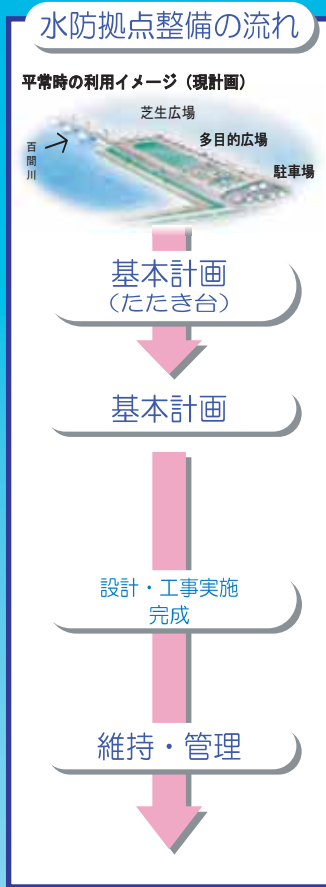 水防拠点整備の流れ
平常時の利用イメージ（現計画）
芝生広場
多目的広場
駐車場
百間川
基本計画
（たたき台）
基本計画
設計・工事実施
完成
維持・管理